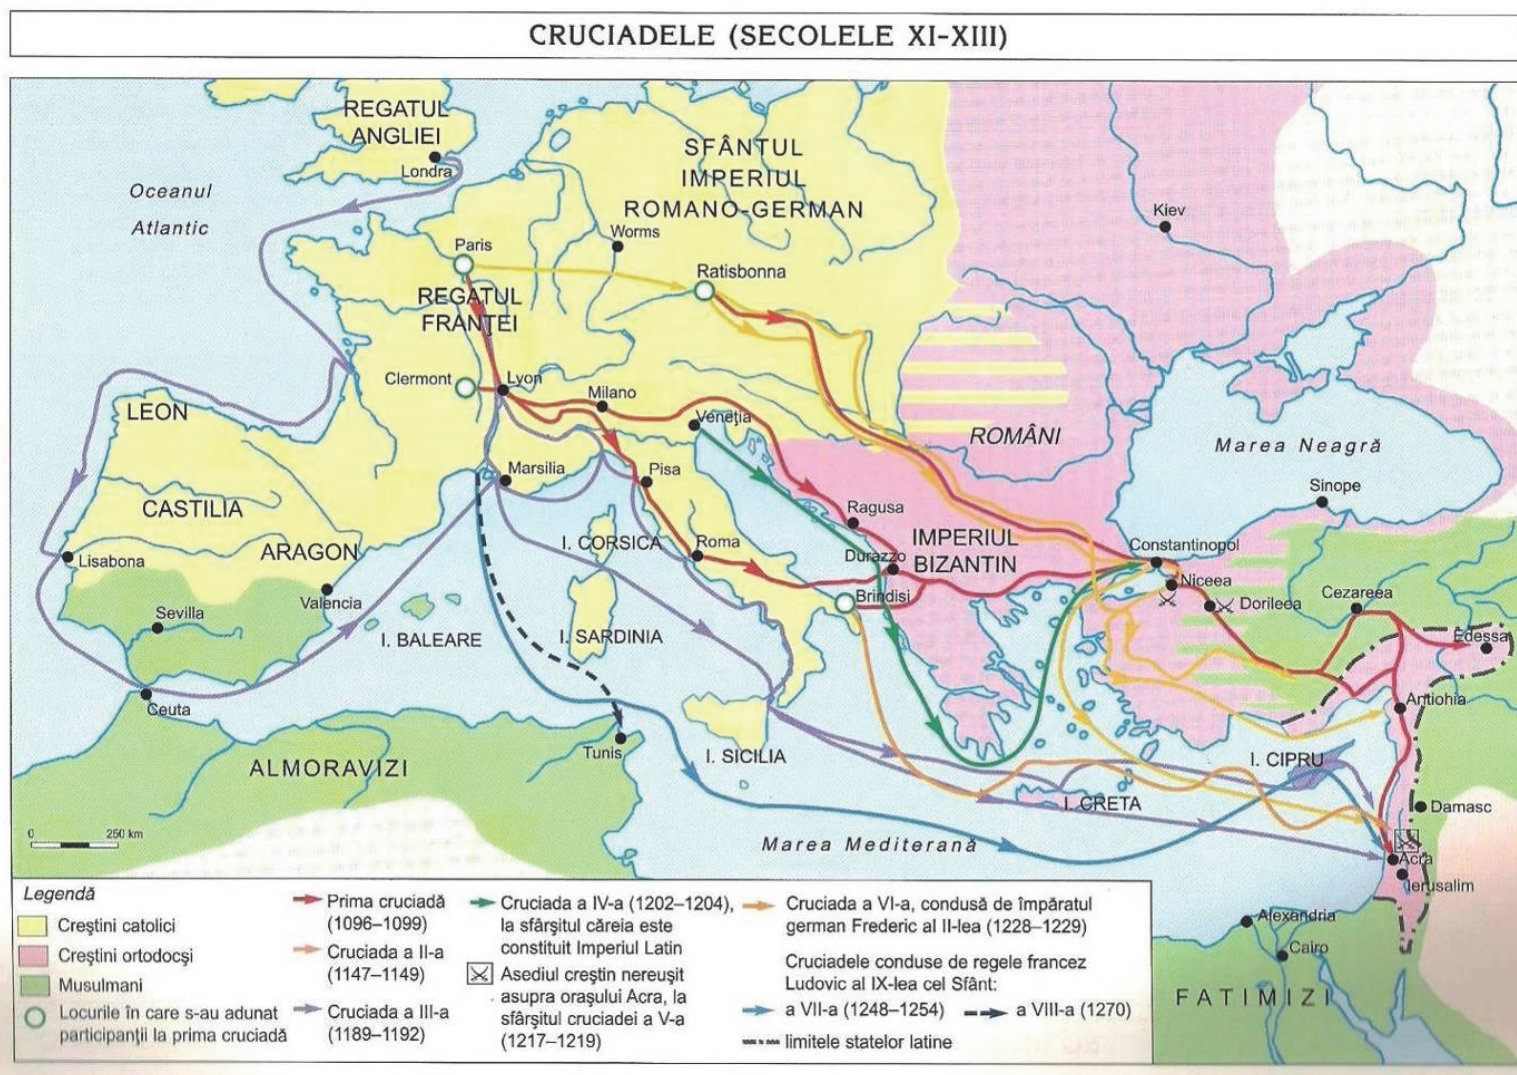 CRUCIADELE (SECOLELE XI-XIII)
REGATUL
ANGLIEI
Londra
Oceanul
Atlantic
SFÂNTUL
IMPERIUL
ROMANO-GERMAN
Worms
Kiev
Paris
Ratisbonna
REGATUL
FRANȚEI
Clermont
Lyon
Milano
Veneția
LEON
ROMÂNI
Marea Neagră
Marsilia
Pisa
Sinope
CASTILIA
Ragusa
ARAGON
I. CORSICA
Roma
Durazzo
IMPERIUL
BIZANTIN
Constantinopol
Lisabona
Niceea
Brindisi
Dorileea
Cezareea
Valencia
Sevilla
I. BALEARE
I. SARDINIA
Edessa
Ceuta
Antiohia
Tunis
I. SICILIA
I. CIPRU
ALMORAVIZI
I. CRETA
Damasc
0 250 km
Marea Mediterană
Acra
Ierusalim
Alexandria
Cairo
FATIMIZI
Legendă
Creștini catolici
Creștini ortodocși
Musulmani
Locurile în care s-au adunat
participanții la prima cruciadă
Prima cruciadă
(1096–1099)
Cruciada a II-a
(1147–1149)
Cruciada a III-a
(1189–1192)
Cruciada a IV-a (1202–1204),
la sfârșitul căreia este
constituit Imperiul Latin
Asediul creștin nereușit
asupra orașului Acra, la
sfârșitul cruciadei a V-a
(1217–1219)
Cruciada a VI-a, condusă de împăratul
german Frederic al II-lea (1228–1229)
Cruciadele conduse de regele francez
Ludovic al IX-lea cel Sfânt:
a VII-a (1248–1254) a VIII-a (1270)
limitele statelor latine